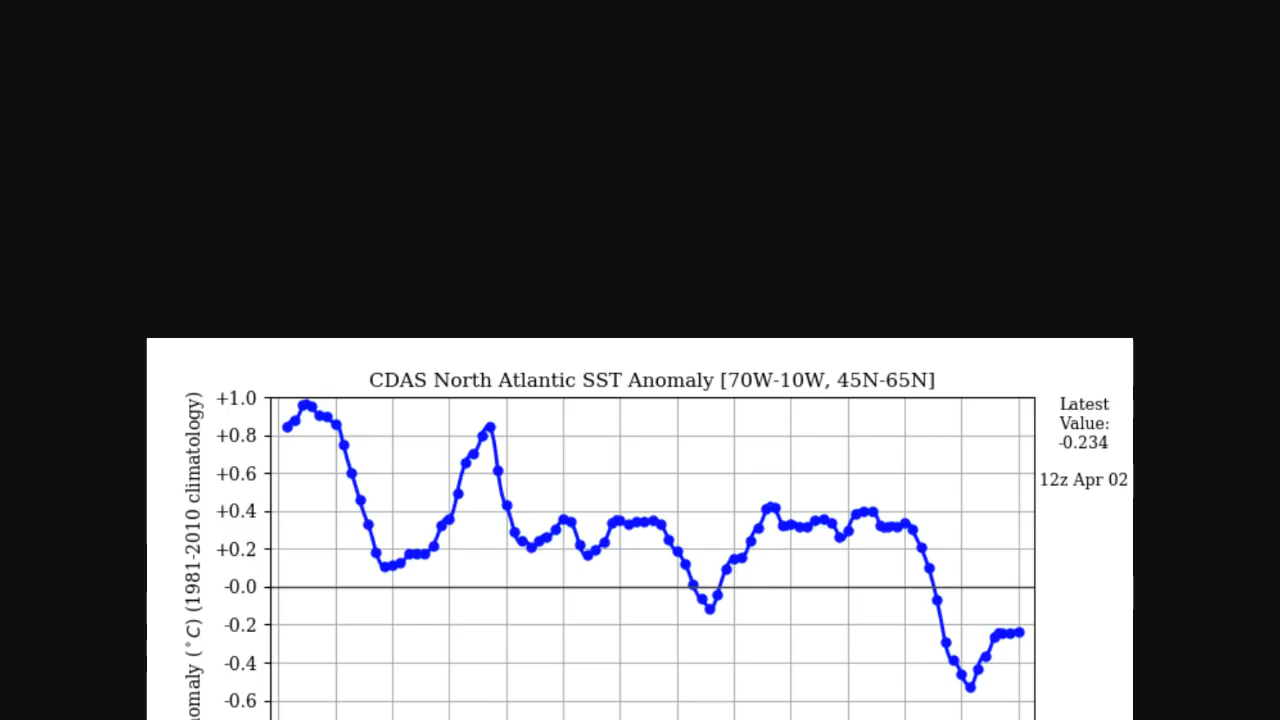 CDAS North Atlantic SST Anomaly [70W-10W, 45N-65N]
+1.0
+0.8
+0.6
+0.4
+0.2
-0.0
-0.2
-0.4
-0.6
nomaly (°C) (1981-2010 climatology)
Latest
Value:
-0.234
12z Apr 02